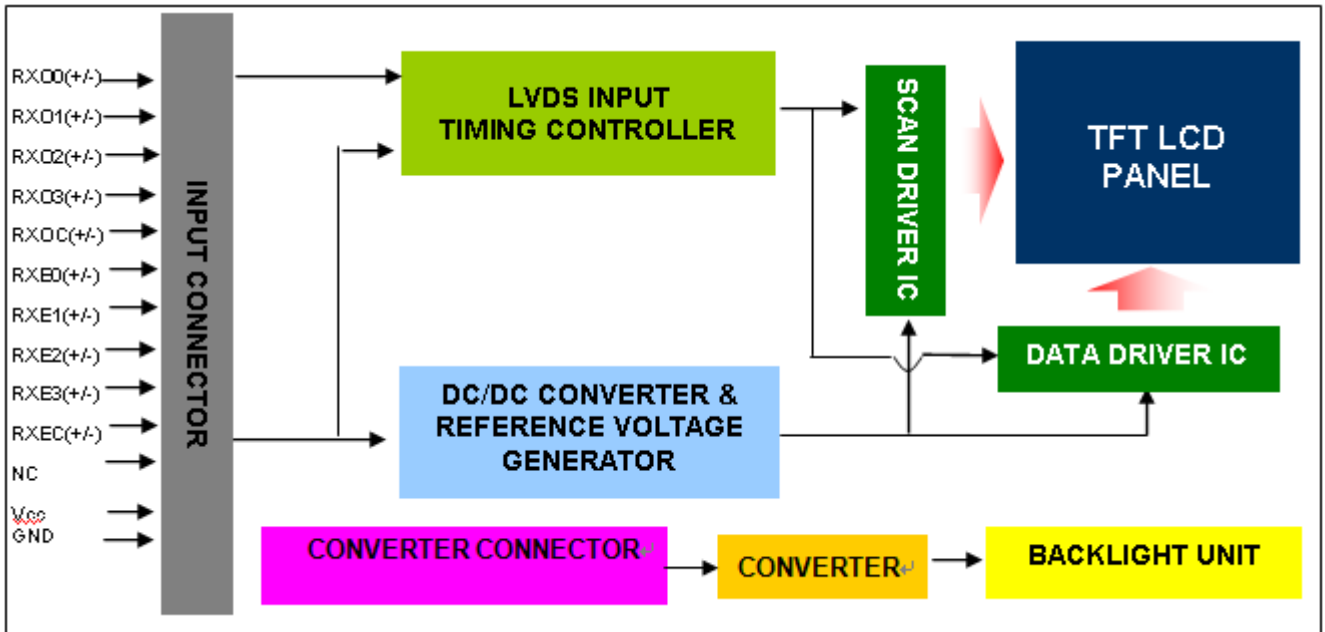 RXO0(+/-)
RXO1(+/-)
RXO2(+/-)
RXO3(+/-)
RXOC(+/-)
RXE0(+/-)
RXE1(+/-)
RXE2(+/-)
RXE3(+/-)
RXEC(+/-)
NC
Vcc
GND
INPUT CONNECTOR
LVDS INPUT
TIMING CONTROLLER
SCAN DRIVER IC
TFT LCD
PANEL
DATA DRIVER IC
DC/DC CONVERTER &
REFERENCE VOLTAGE
GENERATOR
CONVERTER CONNECTOR↵
CONVERTER↵
BACKLIGHT UNIT